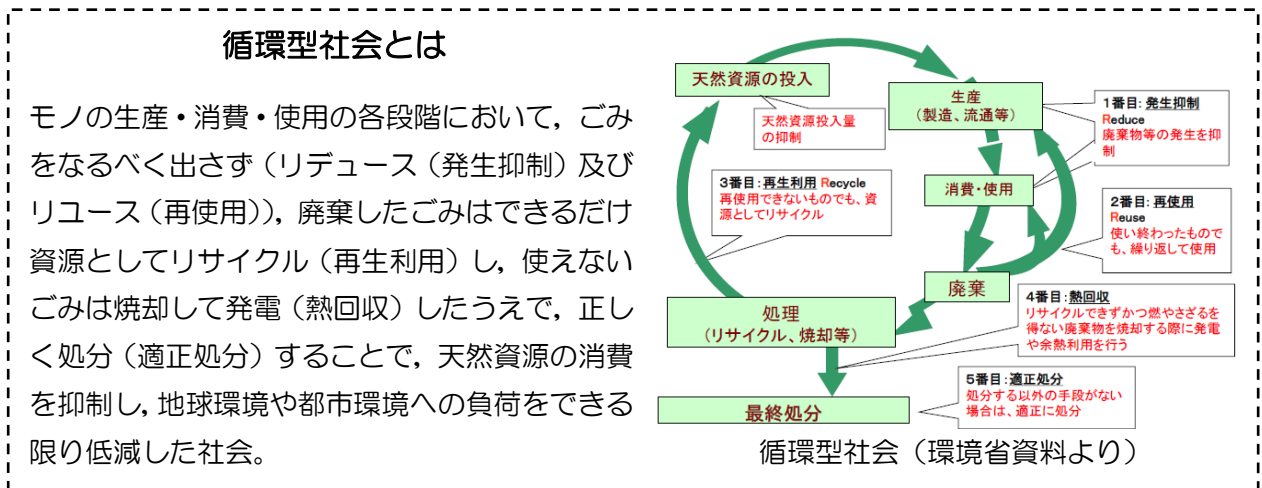 循環型社会とは
モノの生産・消費・使用の各段階において，ごみ
をなるべく出さず（リデュース（発生抑制）及び
リユース（再使用）），廃棄したごみはできるだけ
資源としてリサイクル（再生利用）し，使えない
ごみは焼却して発電（熱回収）したうえで，正し
く処分（適正処分）することで，天然資源の消費
を抑制し，地球環境や都市環境への負荷をできる
限り低減した社会。
天然資源の投入
天然資源投入量
の抑制
生産
（製造、流通等）
1番目：発生抑制
Reduce
廃棄物等の発生を抑
制
3番目：再生利用 Recycle
再使用できないものでも、資
源としてリサイクル
消費・使用
2番目：再使用
Reuse
使い終わったもので
も、繰り返して使用
廃棄
処理
（リサイクル、焼却等）
4番目：熱回収
リサイクルできずかつ燃やさざるを
得ない廃棄物を焼却する際に発電
や余熱利用を行う
5番目：適正処分
処分する以外の手段がない
場合は、適正に処分
最終処分
循環型社会（環境省資料より）